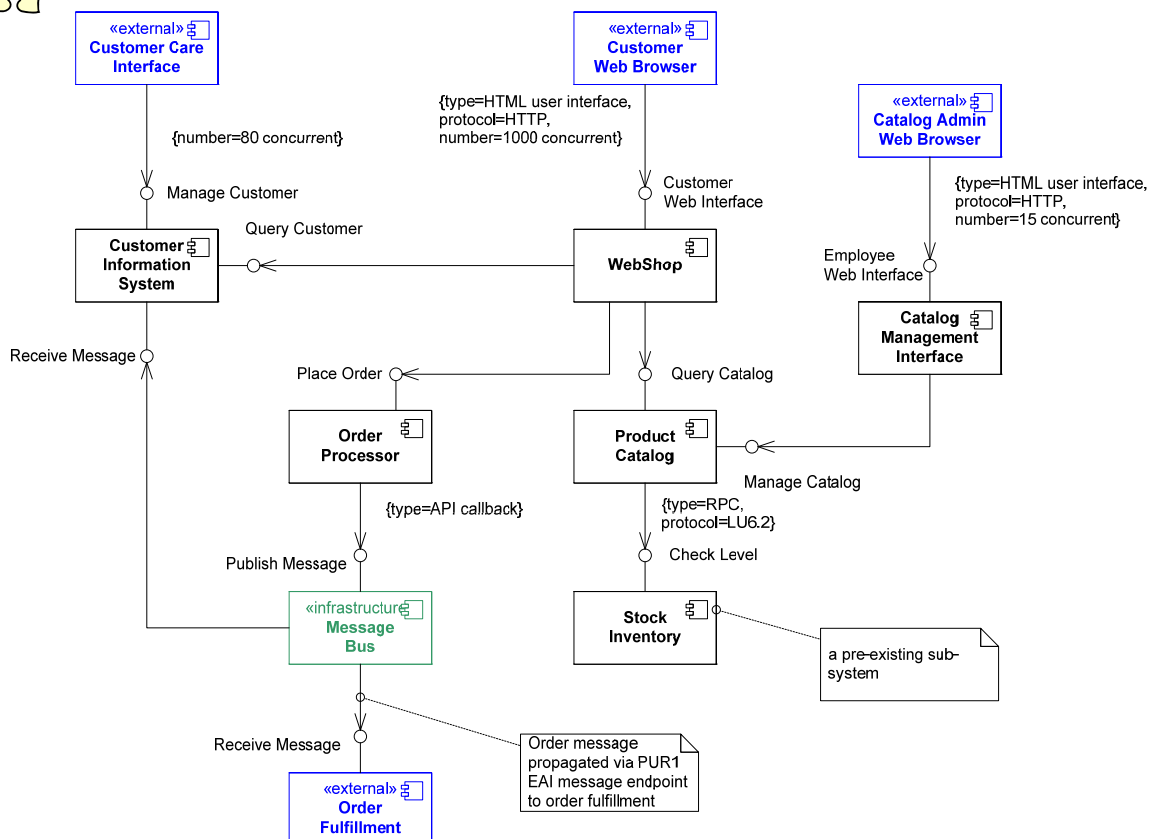 «external»
Customer Care
Interface
«external»
Customer
Web Browser
«external»
Catalog Admin
Web Browser
{number=80 concurrent}
{type=HTML user interface,
protocol=HTTP,
number=1000 concurrent}
{type=HTML user interface,
protocol=HTTP,
number=15 concurrent}
Manage Customer
Customer
Web Interface
Query Customer
Employee
Web Interface
Customer
Information
System
WebShop
Catalog
Management
Interface
Receive Message
Place Order
Query Catalog
Order
Processor
Product
Catalog
Manage Catalog
{type=API callback}
{type=RPC,
protocol=LU6.2}
Publish Message
Check Level
«infrastructure
Message
Bus
Stock
Inventory
a pre-existing sub-
system
Receive Message
Order message
propagated via PUR1
EAI message endpoint
to order fulfillment
«external»
Order
Fulfillment